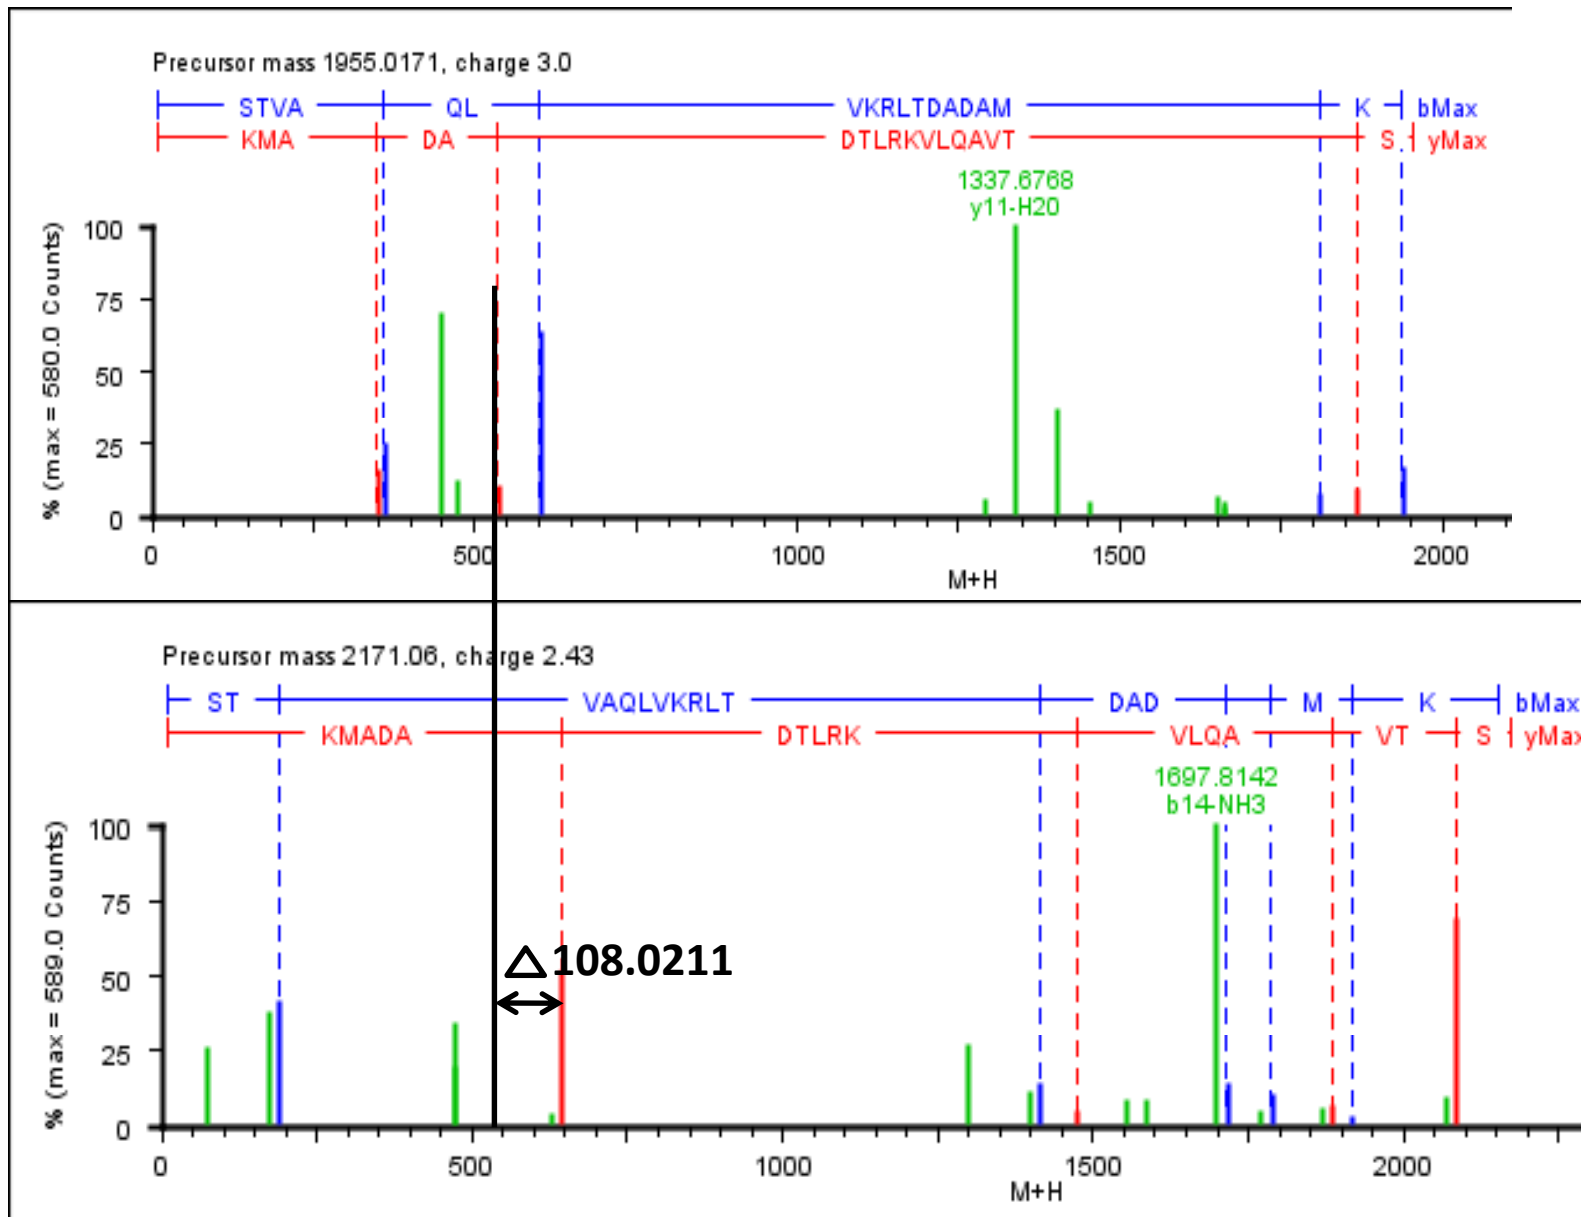 Precursor mass 1955.0171, charge 3.0
STVA QL VKRLTDADAM K bMax
KMA DA DTLRKVLQAVT S yMax
1337.6768
y11-H2O
% (max = 580.0 Counts)
100
75
50
25
0
0 500 1000 1500 2000
M+H
Precursor mass 2171.06, charge 2.43
ST VAQLVKRLT DAD M K bMax
KMADA DTLRK VLQA VT S yMax
1697.8142
b14-NH3
% (max = 589.0 Counts)
100
75
50
25
0
△ 108.0211
0 500 1000 1500 2000
M+H